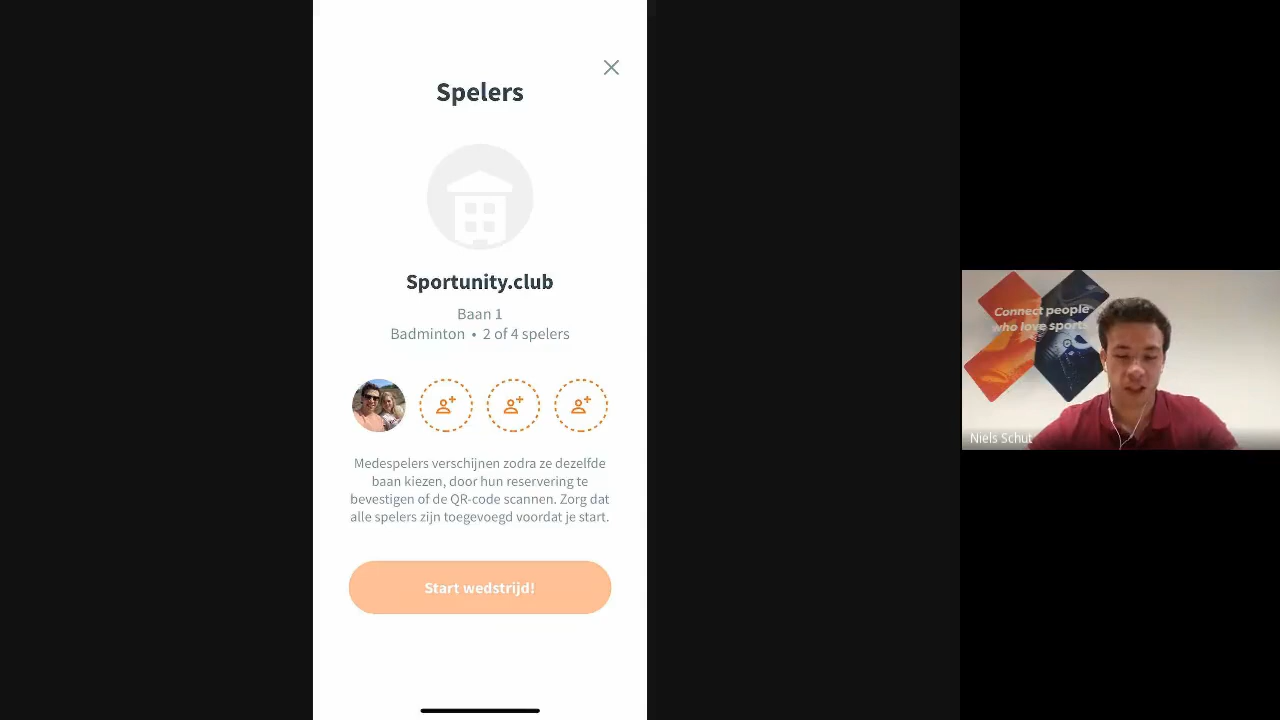 Spelers
Sportunity.club
Baan 1
Badminton • 2 of 4 spelers
Medespelers verschijnen zodra ze dezelfde
baan kiezen, door hun reservering te
bevestigen of de QR-code scannen. Zorg dat
alle spelers zijn toegevoegd voordat je start.
Start wedstrijd!
Connect people
who love sports
Niels Schut